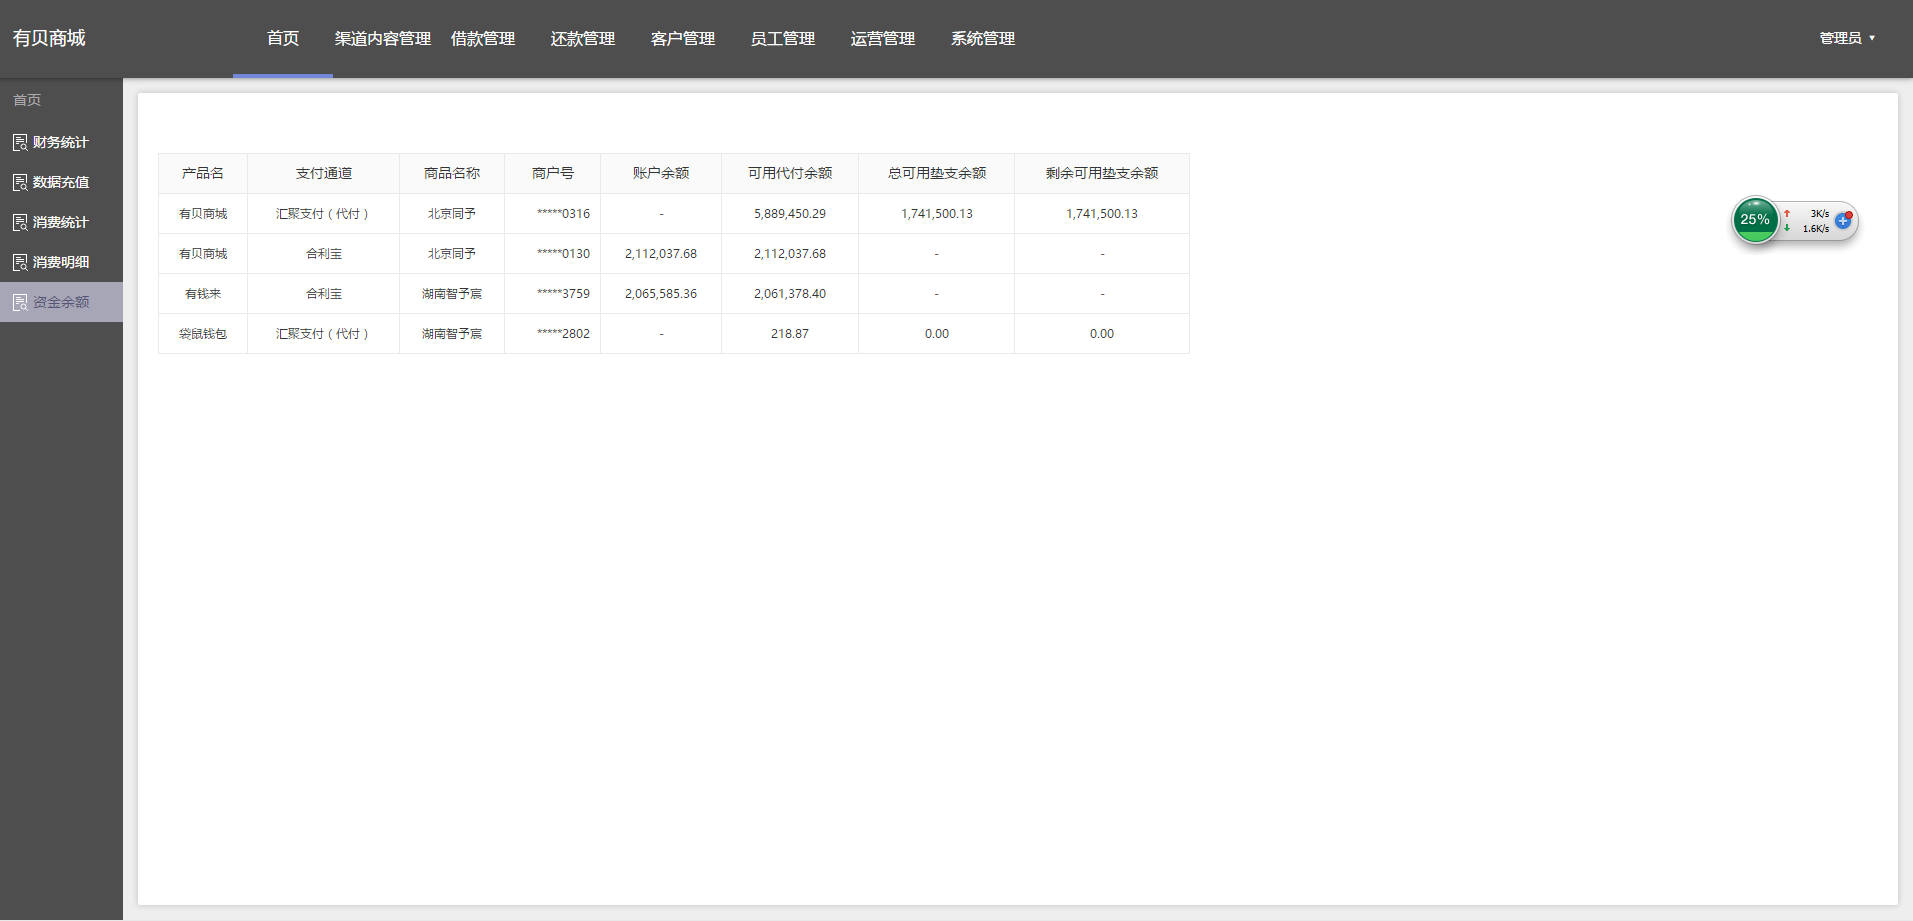 有贝商城 首页 渠道内容管理 借款管理 还款管理 客户管理 员工管理 运营管理 系统管理 管理员
首页
财务统计
数据充值
消费统计
消费明细
资金余额
产品名 支付通道 商品名称 商户号 账户余额 可用代付余额 总可用垫支余额 剩余可用垫支余额
有贝商城 汇聚支付（代付） 北京同予 *****0316 - 5,889,450.29 1,741,500.13 1,741,500.13
有贝商城 合利宝 北京同予 *****0130 2,112,037.68 2,112,037.68 - -
有钱来 合利宝 湖南智予宸 *****3759 2,065,585.36 2,061,378.40 - -
袋鼠钱包 汇聚支付（代付） 湖南智予宸 *****2802 - 218.87 0.00 0.00
25% 3K/s
1.6K/s